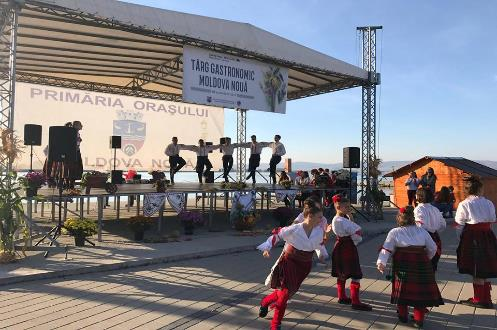 TÂRG GASTRONOMIC
MOLDOVA NOUĂ
PRIMĂRIA ORAȘULUI
MOLDOVA NOUĂ